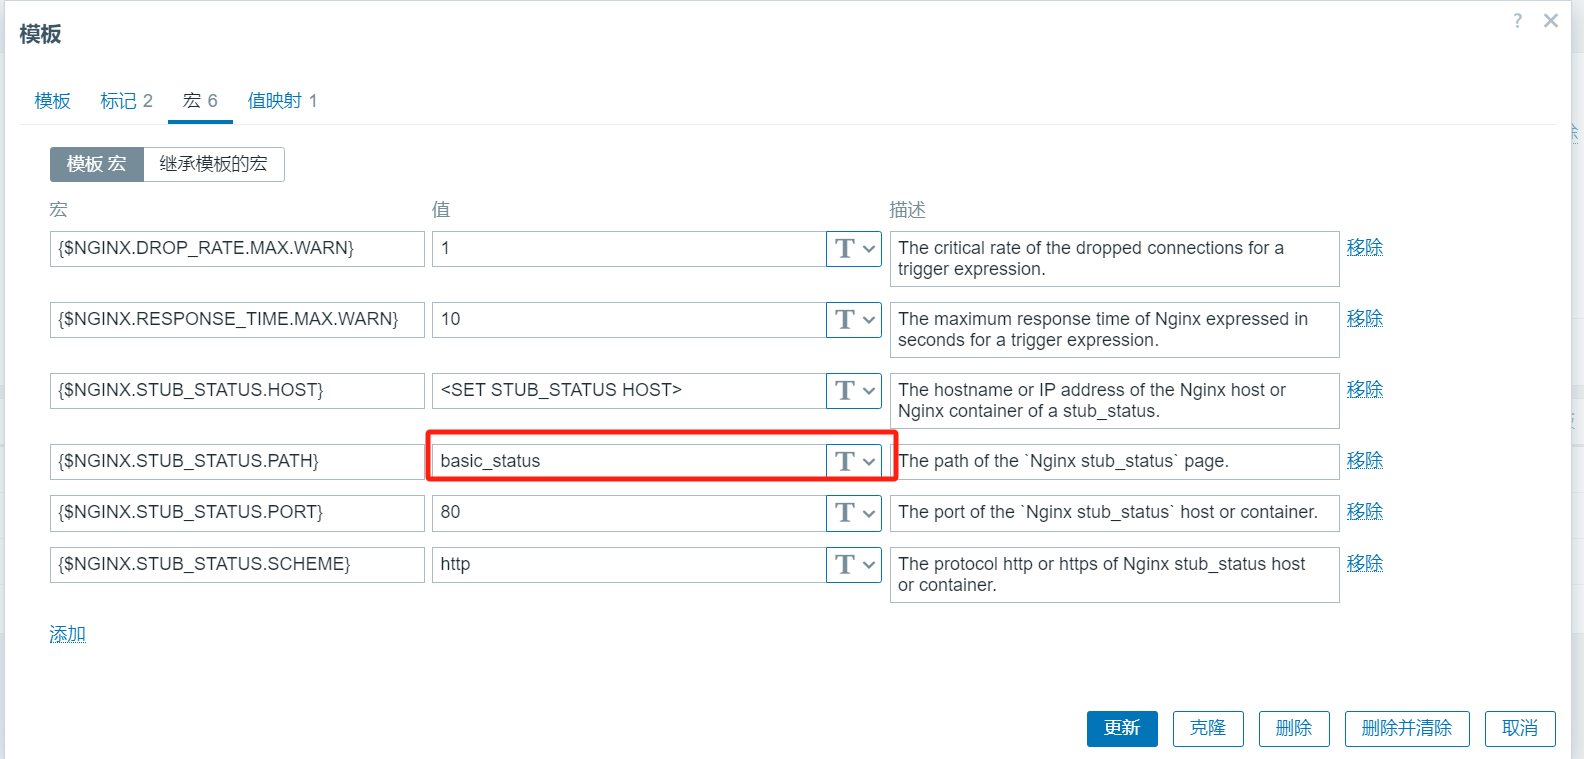 模板
?
模板 标记 2 宏 6 值映射 1
模板 宏 继承模板的宏
宏 值 描述
{$NGINX.DROP_RATE.MAX.WARN} 1 T The critical rate of the dropped connections for a 移除
trigger expression.
{$NGINX.RESPONSE_TIME.MAX.WARN} 10 T The maximum response time of Nginx expressed in 移除
seconds for a trigger expression.
{$NGINX.STUB_STATUS.HOST} <SET STUB_STATUS HOST> T The hostname or IP address of the Nginx host or 移除
Nginx container of a stub_status.
{$NGINX.STUB_STATUS.PATH} basic_status T The path of the `Nginx stub_status` page. 移除
{$NGINX.STUB_STATUS.PORT} 80 T The port of the `Nginx stub_status` host or container. 移除
{$NGINX.STUB_STATUS.SCHEME} http T The protocol http or https of Nginx stub_status host 移除
or container.
添加
更新 克隆 删除 删除并清除 取消